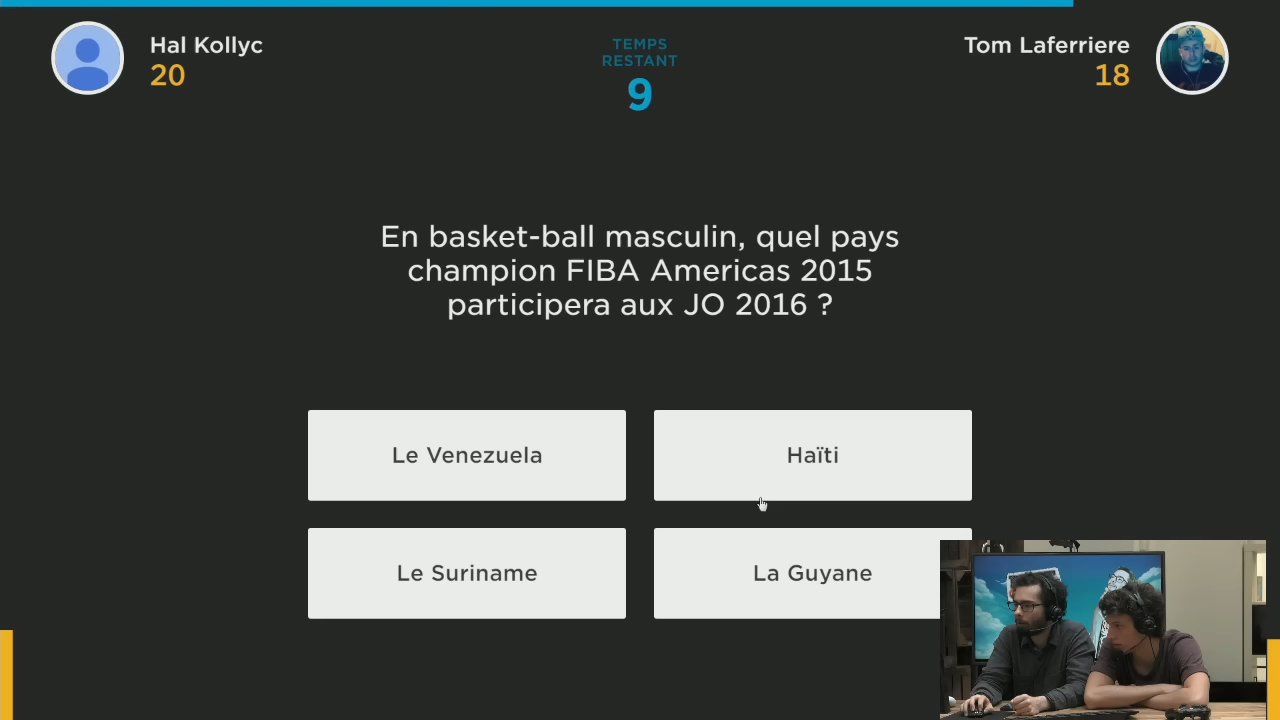 Hal Kollyc
20
TEMPS
RESTANT
9
Tom Laferriere
18
En basket-ball masculin, quel pays
champion FIBA Americas 2015
participera aux JO 2016 ?
Le Venezuela
Haïti
Le Suriname
La Guyane